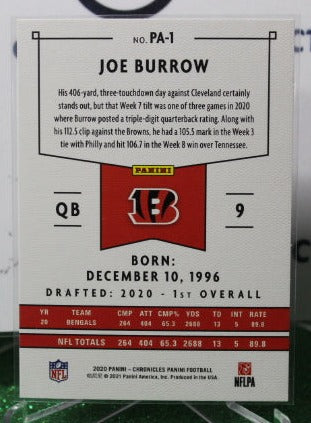 NO. PA-1
JOE BURROW
His 406-yard, three-touchdown day against Cleveland certainly
stands out, but that Week 7 tilt was one of three games in 2020
where Burrow posted a triple-digit quarterback rating. Along with
his 112.5 clip against the Browns, he had a 105.5 mark in the Week 3
tie with Philly and hit 106.7 in the Week 8 win over Tennessee.
PANINI
QB B 9
BORN:
DECEMBER 10, 1996
DRAFTED: 2020 - 1ST OVERALL
YR TEAM CMP ATT CMP% YDS TD INT RATE
20 BENGALS 264 404 65.3 2688 13 5 89.8
NFL TOTALS 264 404 65.3 2688 13 5 89.8
2020 PANINI - CHRONICLES PANINI FOOTBALL
© 2021 Panini America, Inc. Produced in the USA.
NFL
NFLPA